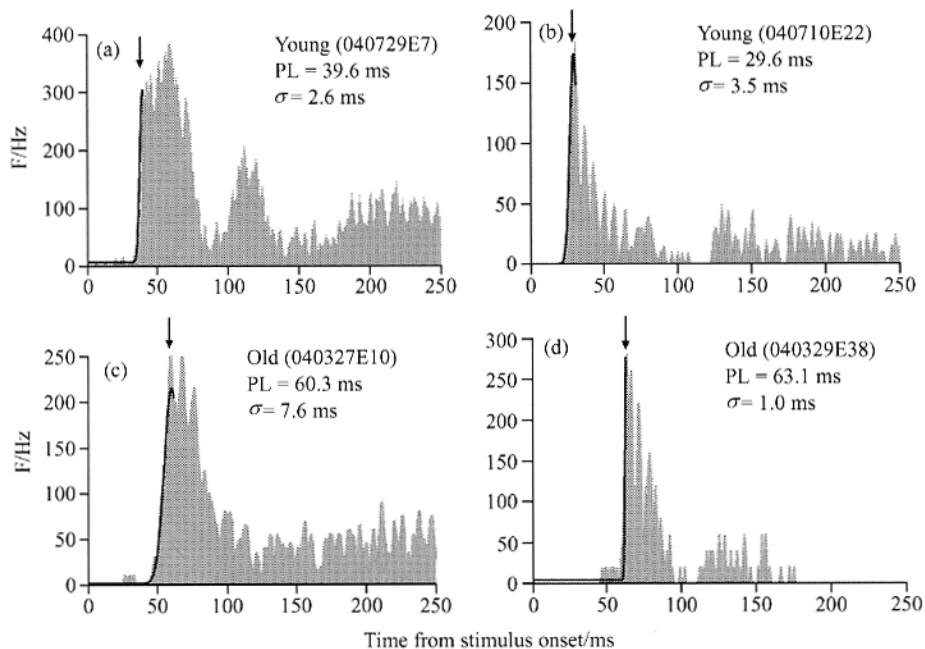 (a)
Young (040729E7)
PL = 39.6 ms
σ= 2.6 ms
F/Hz
400
300
200
100
0
0 50 100 150 200 250
(b)
Young (040710E22)
PL = 29.6 ms
σ= 3.5 ms
200
150
100
50
0
0 50 100 150 200 250
(c)
Old (040327E10)
PL = 60.3 ms
σ= 7.6 ms
F/Hz
250
200
150
100
50
0
0 50 100 150 200 250
(d)
Old (040329E38)
PL = 63.1 ms
σ= 1.0 ms
300
250
200
150
100
50
0
0 50 100 150 200 250
Time from stimulus onset/ms